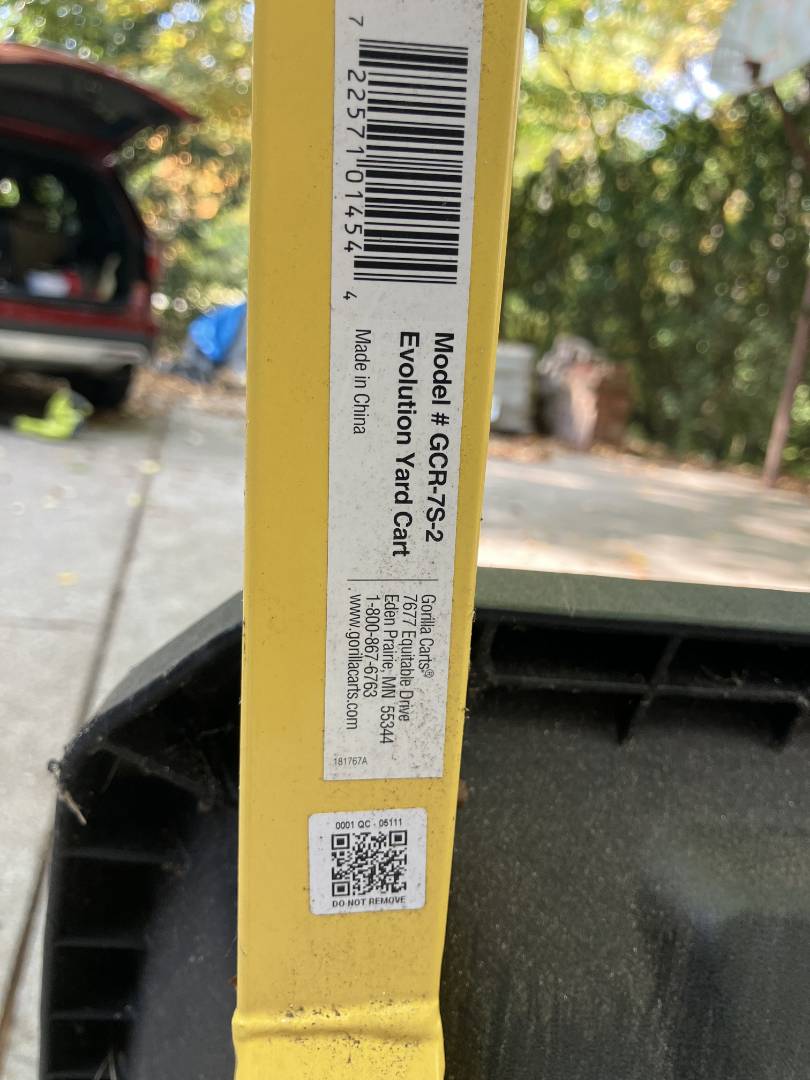 7 22571 01454 4
Model # GCR-7S-2
Evolution Yard Cart
Made in China
Gorilla Carts®
7677 Equitable Drive
Eden Prairie, MN 55344
1-800-867-6763
www.gorillacarts.com
181767A
0001 QC - 05111
DO NOT REMOVE